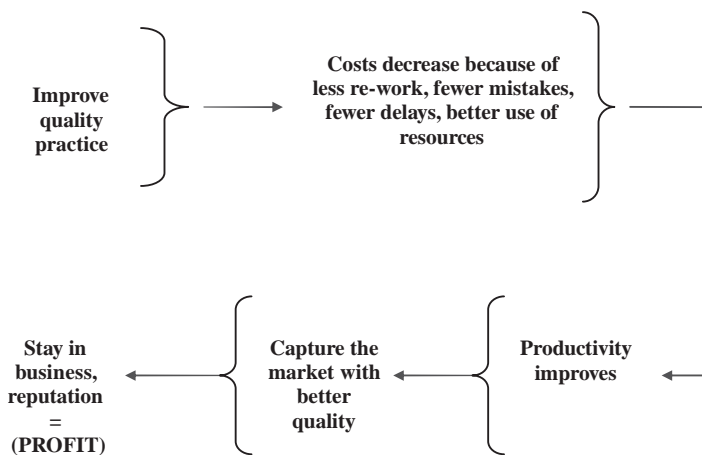 Improve
quality
practice
Costs decrease because of
less re-work, fewer mistakes,
fewer delays, better use of
resources
Productivity
improves
Capture the
market with
better
quality
Stay in
business,
reputation
=
(PROFIT)